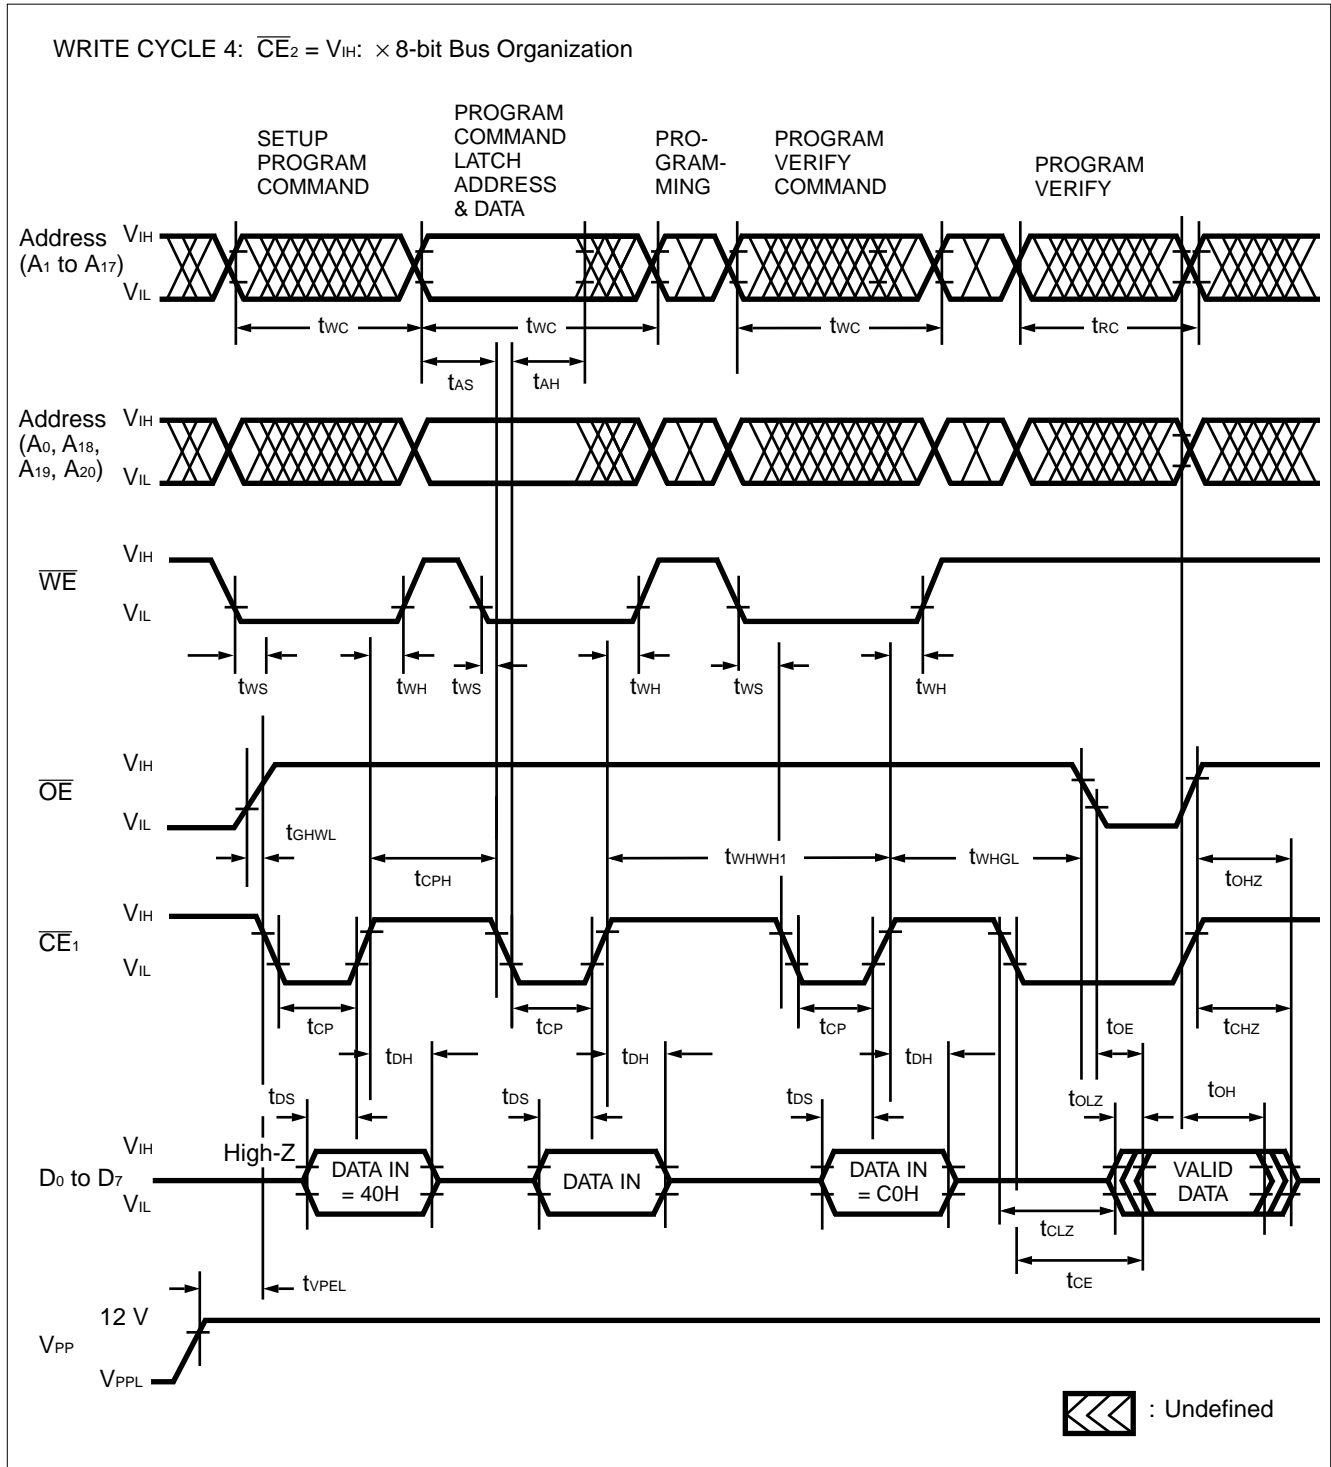 WRITE CYCLE 4: CE2 = VIH: × 8-bit Bus Organization
SETUP
PROGRAM
COMMAND
PROGRAM
COMMAND
LATCH
ADDRESS
& DATA
PRO-
GRAM-
MING
PROGRAM
VERIFY
COMMAND
PROGRAM
VERIFY
Address
(A1 to A17)
VIH
VIL
tWC
tWC
tWC
tRC
tAS
tAH
Address
(A0, A18,
A19, A20)
VIH
VIL
WE
VIH
VIL
tWS
tWH
tWS
tWH
tWS
tWH
OE
VIH
VIL
tGHWL
tCPH
tWHWH1
tWHGL
tOHZ
CE1
VIH
VIL
tCP
tCP
tCP
tOE
tCHZ
tDH
tDH
tDH
tDS
tDS
tDS
tOLZ
tOH
D0 to D7
VIH
VIL
High-Z
DATA IN
= 40H
DATA IN
DATA IN
= C0H
VALID
DATA
tCLZ
tCE
tVPEL
VPP
12 V
VPPL
: Undefined